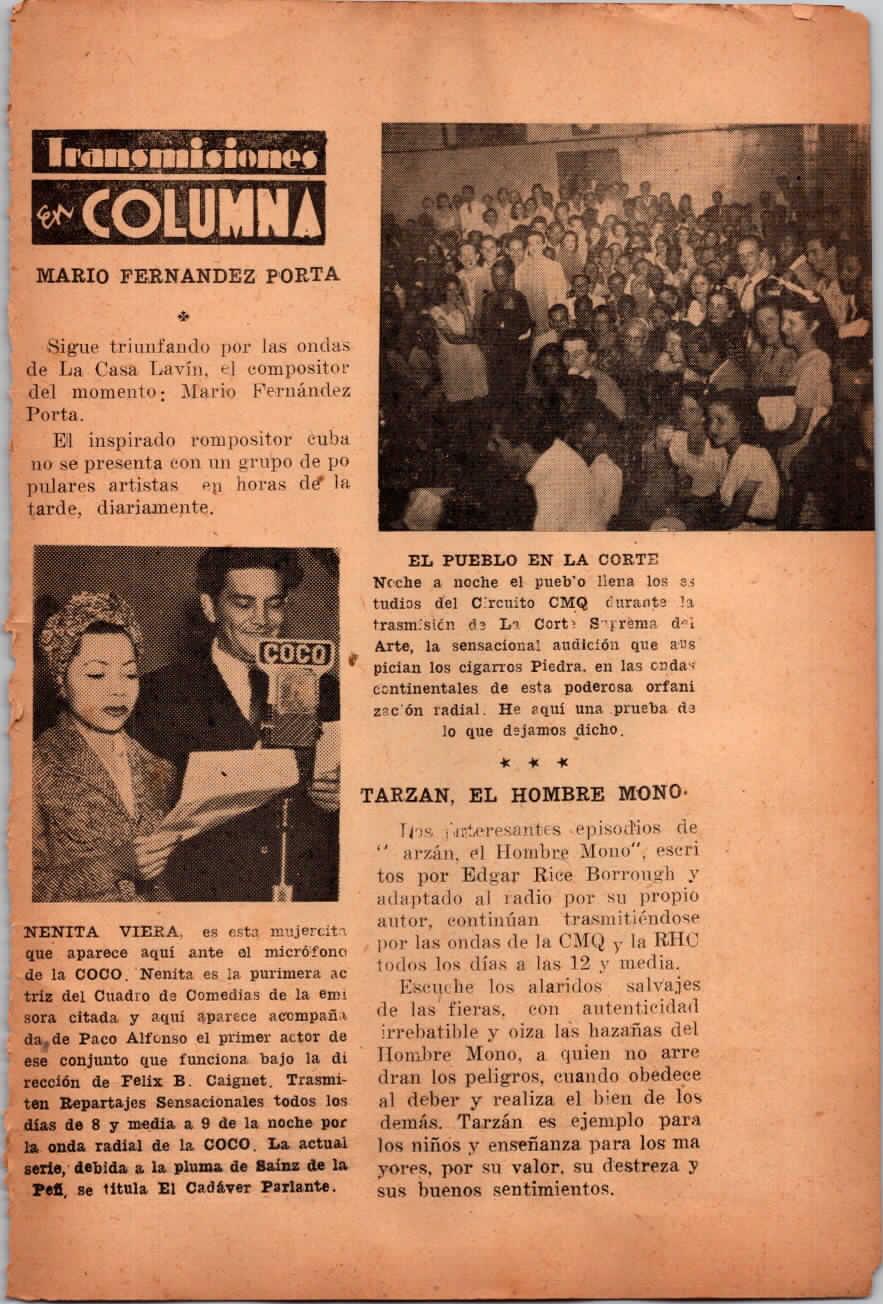 Transmisiones
EN COLUMNA
MARIO FERNANDEZ PORTA
Sigue triunfando por las ondas
de La Casa Lavín, el compositor
del momento: Mario Fernández
Porta.
El inspirado rompositor cuba
no se presenta con un grupo de po
pulares artistas en horas de la
tarde, diariamente.
COCO
NENITA VIERA, es esta mujercita
que aparece aquí ante el micrófono
de la COCO. Nenita es la purimera ac
triz del Cuadro de Comedias de la emi
sora citada y aquí aparece acompaña
da de Paco Alfonso el primer actor de
ese conjunto que funciona bajo la di
rección de Felix B. Caignet. Trasmi-
ten Repartajes Sensacionales todos los
días de 8 y media a 9 de la noche por
la onda radial de la COCO. La actual
serie, debida a la pluma de Sainz de la
Peñ, se titula El Cadáver Parlante.
EL PUEBLO EN LA CORTE
Noche a noche el pueblo llena los es
tudios del Circuito CMQ durante la
trasmisión de La Corte Suprema del
Arte, la sensacional audición que aus
pician los cigarros Piedra. en las ondas
continentales de esta poderosa orfani
zación radial. He aquí una prueba de
lo que dejamos dicho.
* * *
TARZAN, EL HOMBRE MONO
Los interesantes episodios de
" arzán, el Hombre Mono", escri
tos por Edgar Rice Borrough y
adaptado al radio por su propio
autor, continúan trasmitiéndose
por las ondas de la CMQ y la RHC
todos los días a las 12 y media.
Escuche los alaridos salvajes
de las fieras, con autenticidad
irrebatible y oiza las hazañas del
Hombre Mono, a quien no arre
dran los peligros, cuando obedece
al deber y realiza el bien de los
demás. Tarzán es ejemplo para
los niños y enseñanza para los ma
yores, por su valor, su destreza y
sus buenos sentimientos.